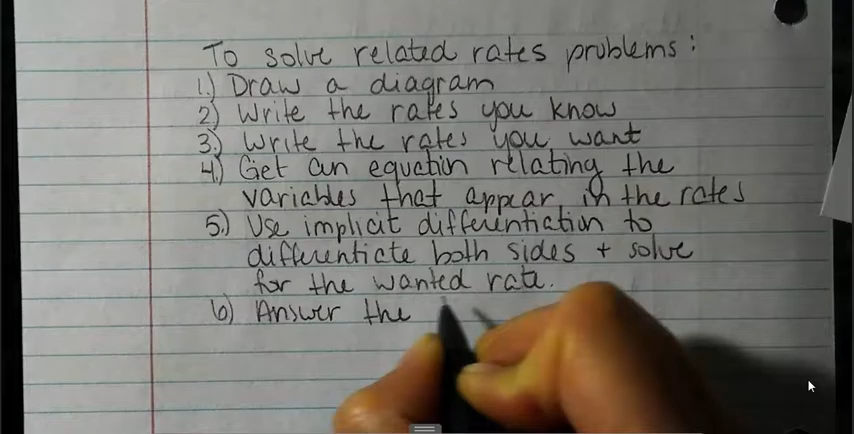 To solve related rates problems:
1.) Draw a diagram
2.) Write the rates you know
3.) Write the rates you want
4.) Get an equation relating the
variables that appear in the rates
5.) Use implicit differentiation to
differentiate both sides + solve
for the wanted rate.
6) Answer the